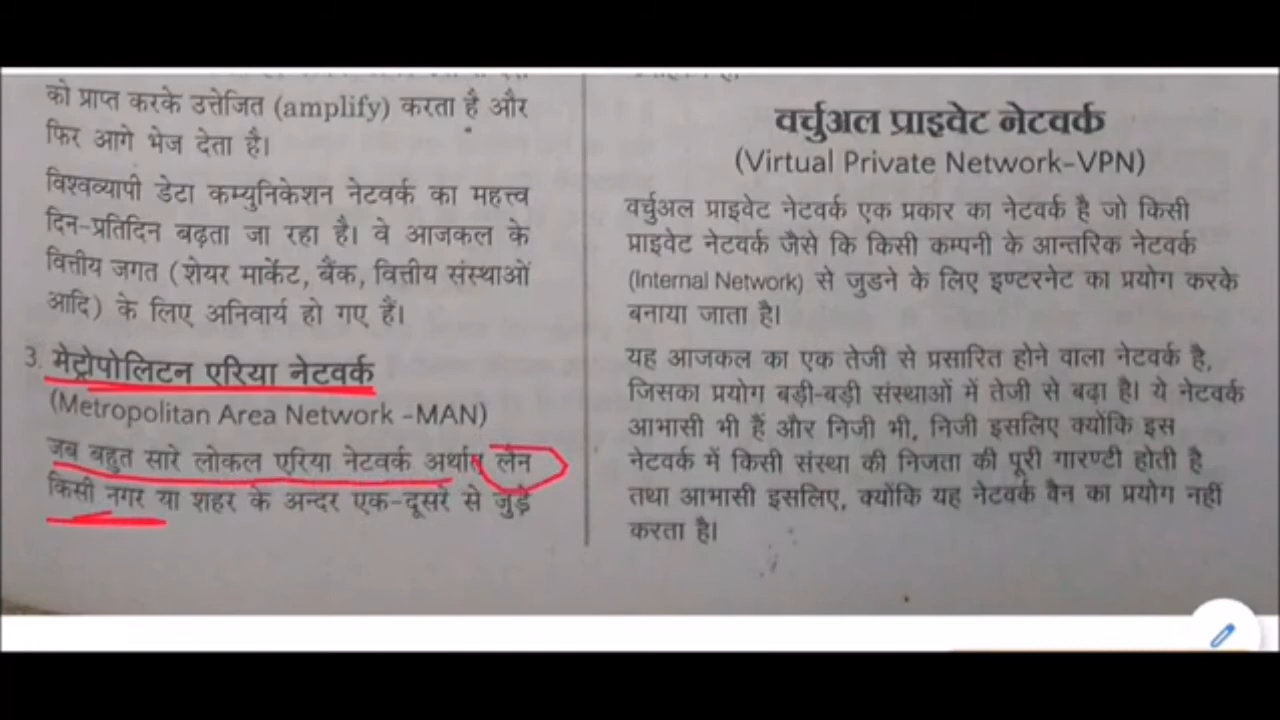 को प्राप्त करके उत्तेजित (amplify) करता है और
फिर आगे भेज देता है।
विश्वव्यापी डेटा कम्युनिकेशन नेटवर्क का महत्त्व
दिन-प्रतिदिन बढ़ता जा रहा है। वे आजकल के
वित्तीय जगत (शेयर मार्केट, बैंक, वित्तीय संस्थाओं
आदि) के लिए अनिवार्य हो गए हैं।
3. मेट्रोपोलिटन एरिया नेटवर्क
(Metropolitan Area Network -MAN)
जब बहुत सारे लोकल एरिया नेटवर्क अर्थात लैन
किसी नगर या शहर के अन्दर एक-दूसरे से जुड़े
वर्चुअल प्राइवेट नेटवर्क
(Virtual Private Network-VPN)
वर्चुअल प्राइवेट नेटवर्क एक प्रकार का नेटवर्क है जो किसी
प्राइवेट नेटवर्क जैसे कि किसी कम्पनी के आन्तरिक नेटवर्क
(Internal Network) से जुडने के लिए इण्टरनेट का प्रयोग करके
बनाया जाता है।
यह आजकल का एक तेजी से प्रसारित होने वाला नेटवर्क है,
जिसका प्रयोग बड़ी-बड़ी संस्थाओं में तेजी से बढ़ा है। ये नेटवर्क
आभासी भी हैं और निजी भी, निजी इसलिए क्योंकि इस
नेटवर्क में किसी संस्था की निजता की पूरी गारण्टी होती है
तथा आभासी इसलिए, क्योंकि यह नेटवर्क वैन का प्रयोग नहीं
करता है।